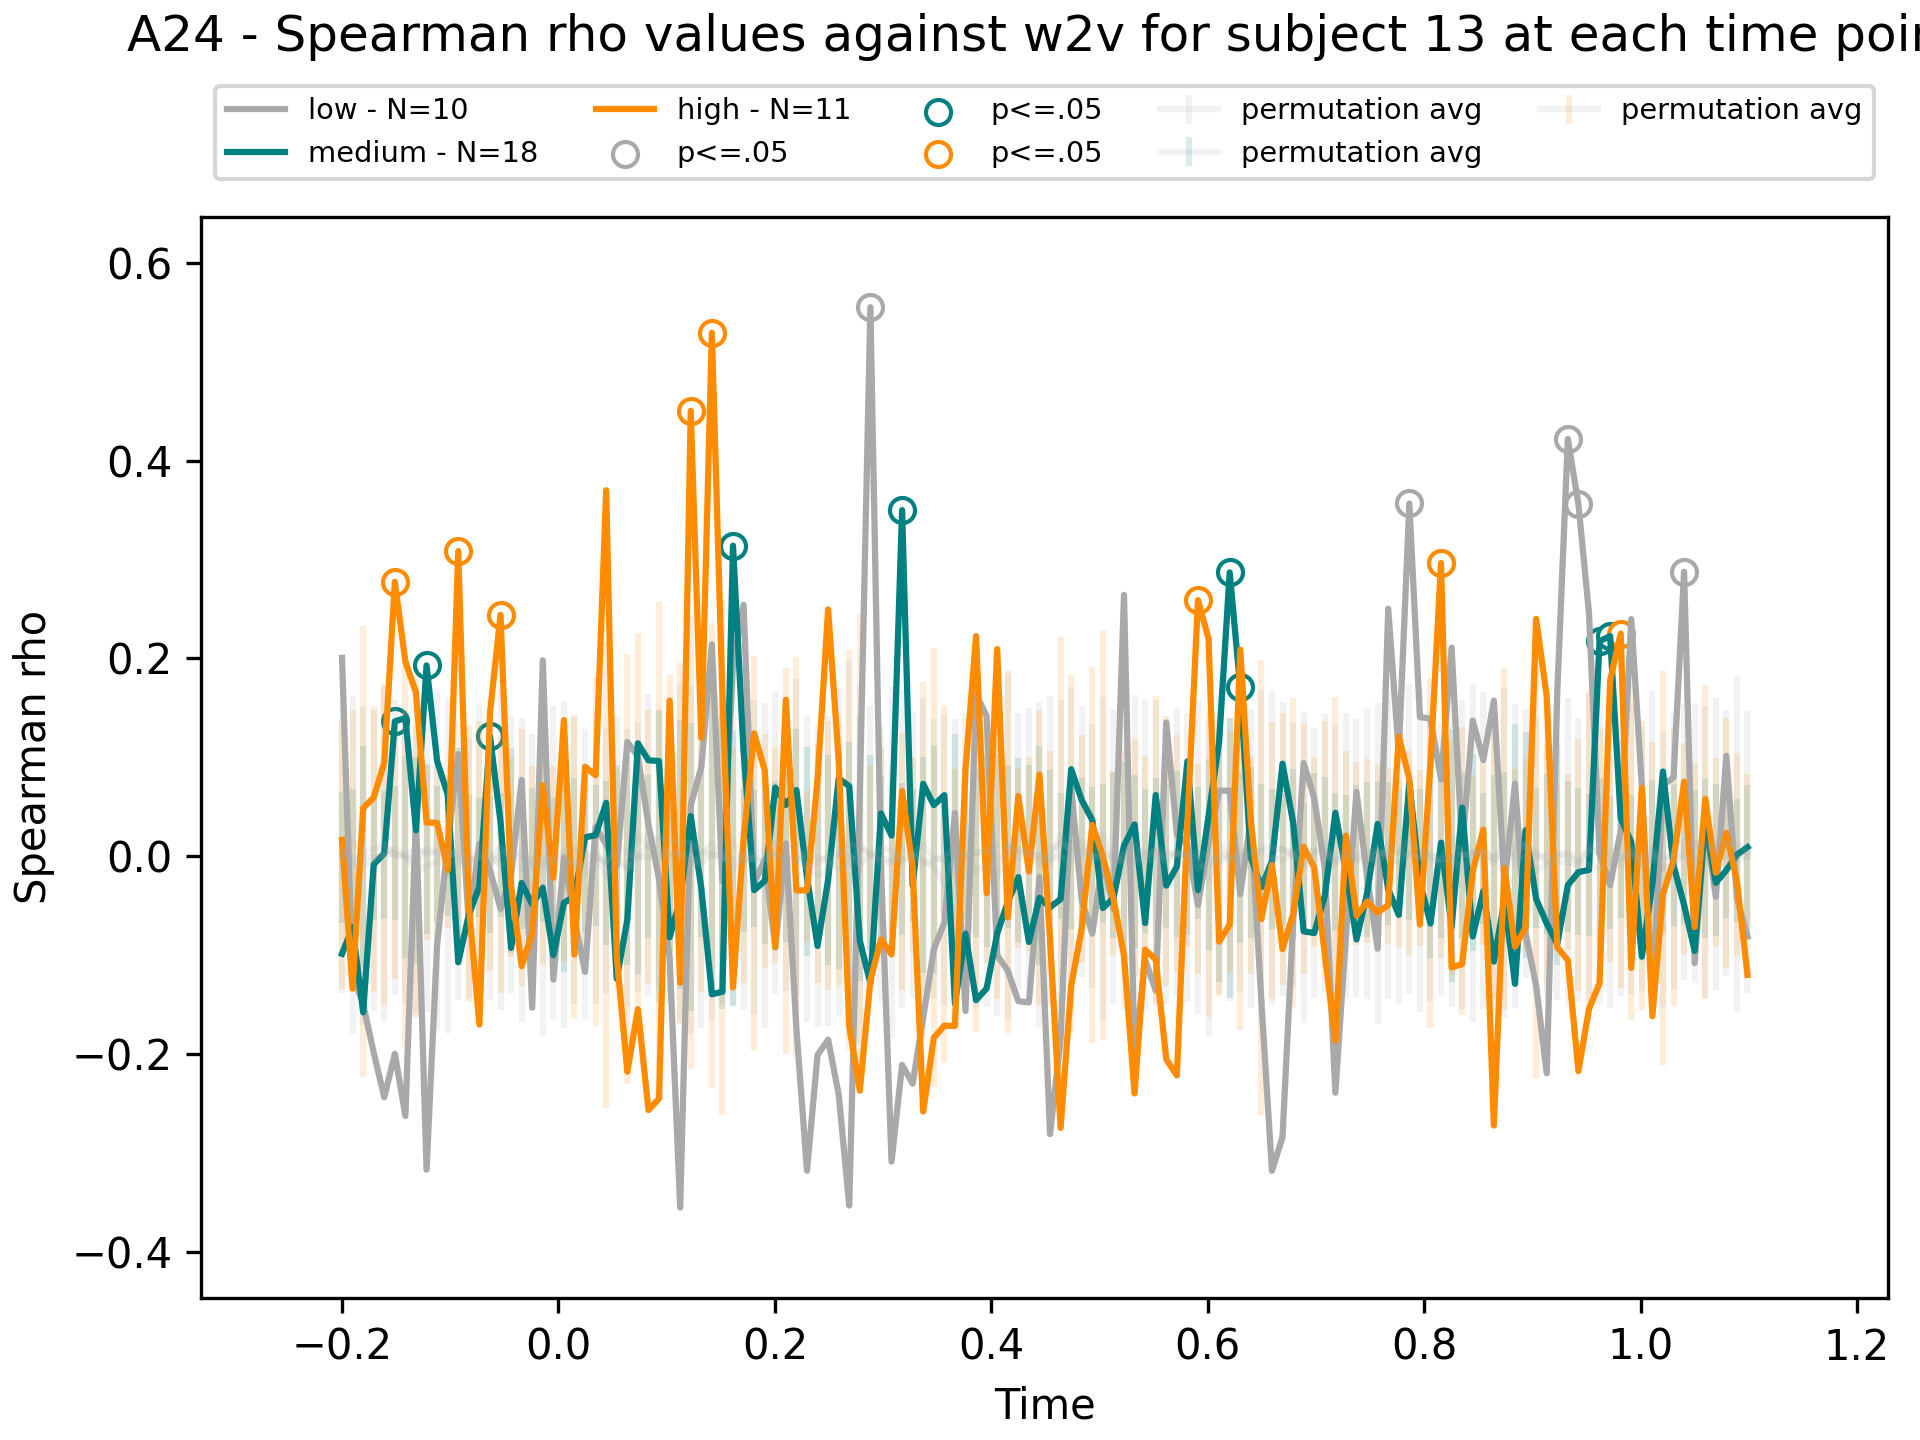 A24 - Spearman rho values against w2v for subject 13 at each time
low - N=10 high - N=11 p<=.05 permutation avg permutation avg
medium - N=18 p<=.05 p<=.05 permutation avg
0.6
0.4
0.2
0.0
−0.2
−0.4
Spearman rho
−0.2 0.0 0.2 0.4 0.6 0.8 1.0 1.2
Time